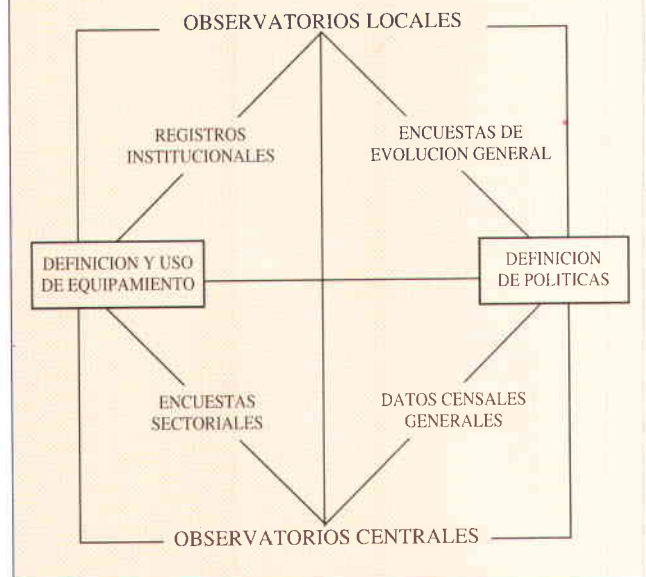 OBSERVATORIOS LOCALES
REGISTROS
INSTITUCIONALES
ENCUESTAS DE
EVOLUCION GENERAL
DEFINICION Y USO
DE EQUIPAMIENTO
DEFINICION
DE POLITICAS
ENCUESTAS
SECTORIALES
DATOS CENSALES
GENERALES
OBSERVATORIOS CENTRALES